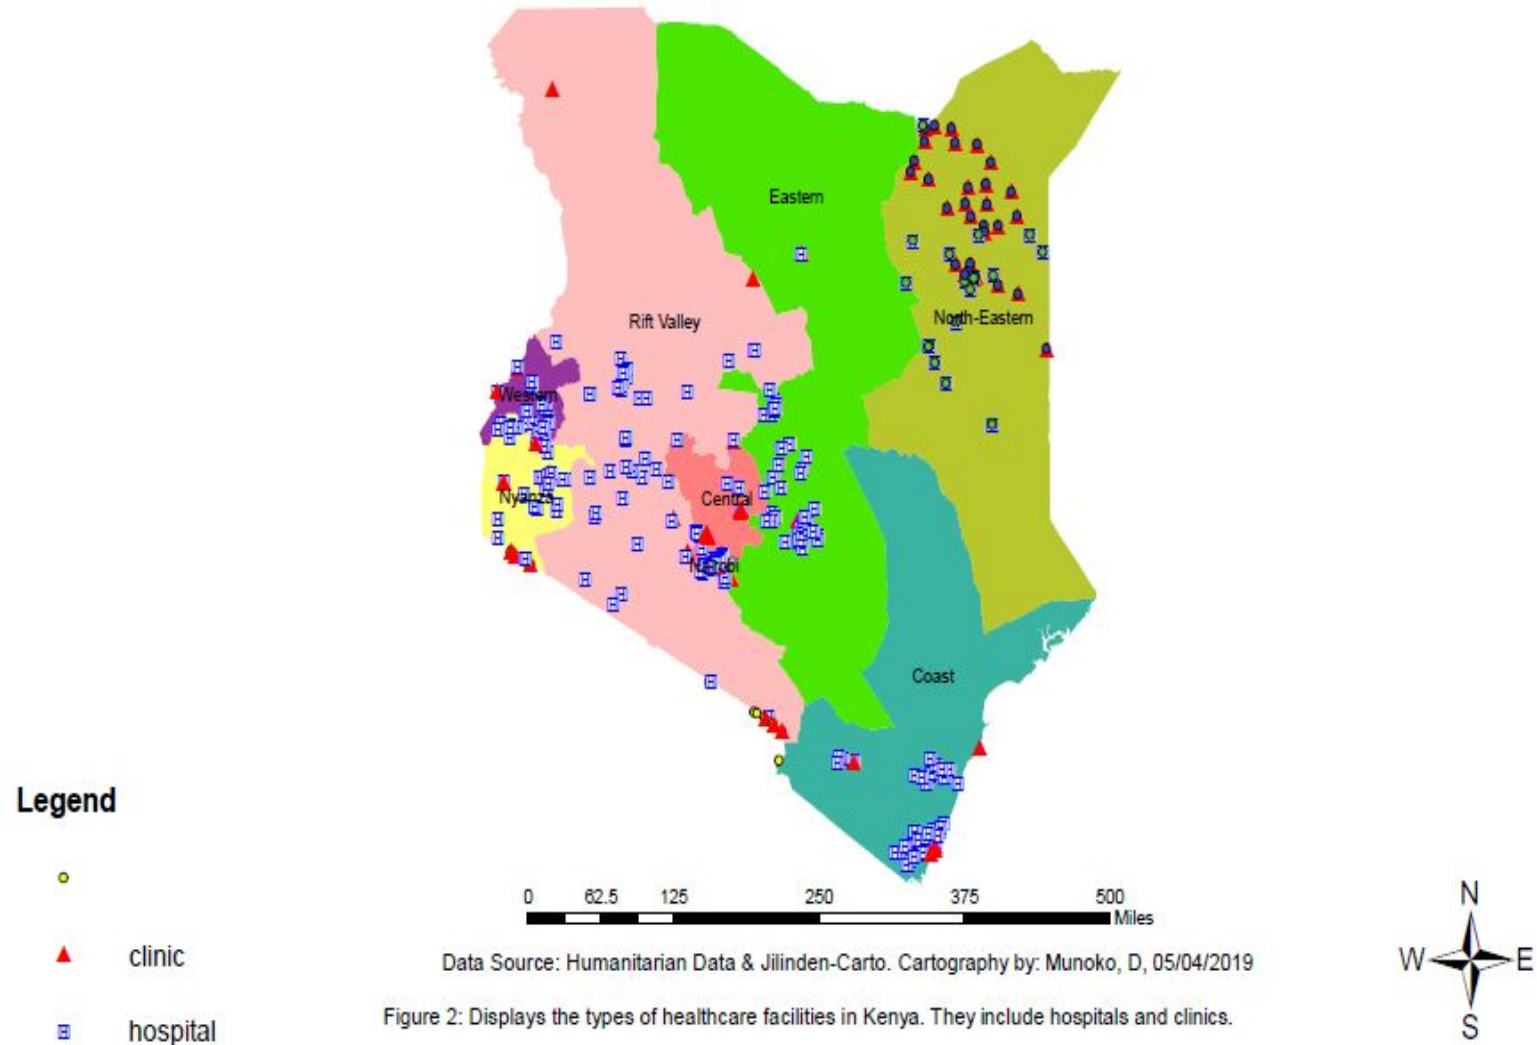 Eastern
North-Eastern
Rift Valley
Western
Nyanza
Central
Nairobi
Coast
Legend
clinic
hospital
0 62.5 125 250 375 500
Miles
N
W E
S
Data Source: Humanitarian Data & Jilinden-Carto. Cartography by: Munoko, D, 05/04/2019
Figure 2: Displays the types of healthcare facilities in Kenya. They include hospitals and clinics.